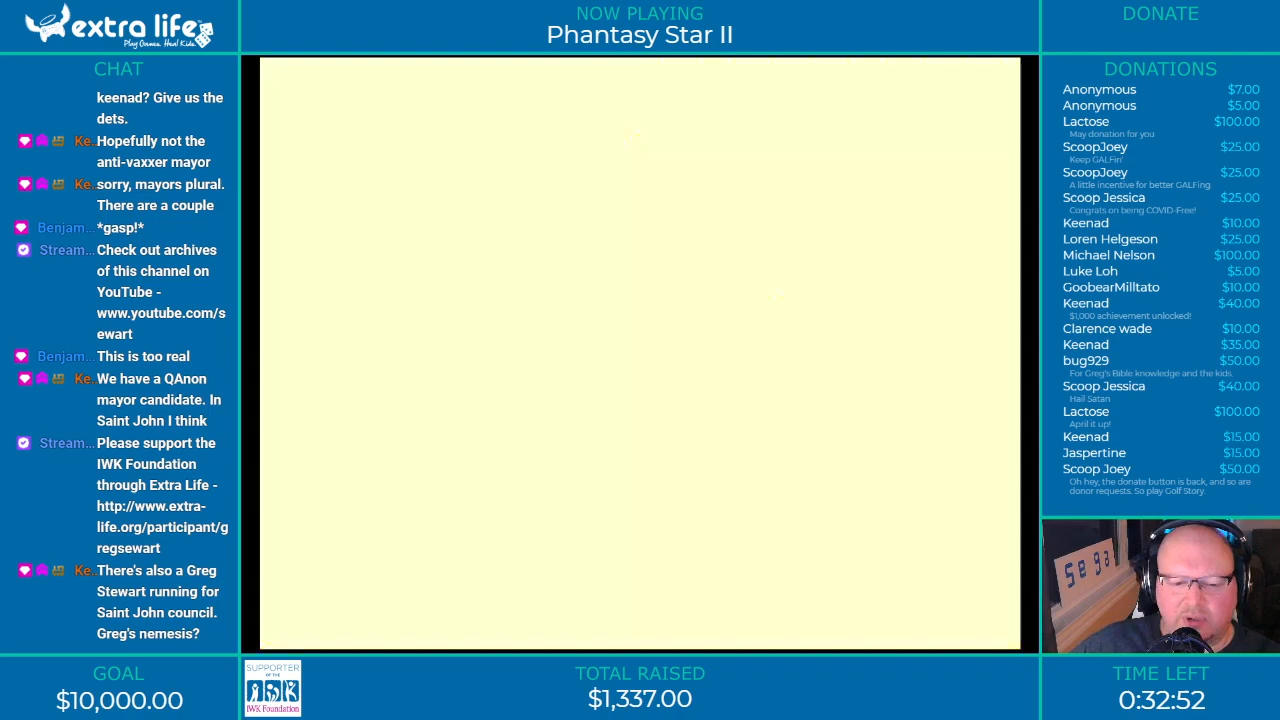 extra life
Play Games. Heal Kids.
NOW PLAYING
Phantasy Star II
DONATE
CHAT
keenad? Give us the
dets.
Ke..Hopefully not the
anti-vaxxer mayor
Ke..sorry, mayors plural.
There are a couple
Benjam...*gasp!*
Stream...Check out archives
of this channel on
YouTube -
www.youtube.com/s
ewart
Benjam...This is too real
Ke..We have a QAnon
mayor candidate. In
Saint John I think
Stream...Please support the
IWK Foundation
through Extra Life -
http://www.extra-
life.org/participant/g
regsewart
Ke..There's also a Greg
Stewart running for
Saint John council.
Greg's nemesis?
DONATIONS
Anonymous $7.00
Anonymous $5.00
Lactose $100.00
May donation for you
ScoopJoey $25.00
Keep GALFin'
ScoopJoey $25.00
A little incentive for better GALFing
Scoop Jessica $25.00
Congrats on being COVID-Free!
Keenad $10.00
Loren Helgeson $25.00
Michael Nelson $100.00
Luke Loh $5.00
GoobearMilltato $10.00
Keenad $40.00
$1,000 achievement unlocked!
Clarence wade $10.00
Keenad $35.00
bug929 $50.00
For Greg's Bible knowledge and the kids.
Scoop Jessica $40.00
Hail Satan
Lactose $100.00
April it up!
Keenad $15.00
Jaspertine $15.00
Scoop Joey $50.00
Oh hey, the donate button is back, and so are
donor requests. So play Golf Story.
Sega
GOAL
$10,000.00
SUPPORTER
OF THE
IWK
IWK Foundation
TOTAL RAISED
$1,337.00
TIME LEFT
0:32:52